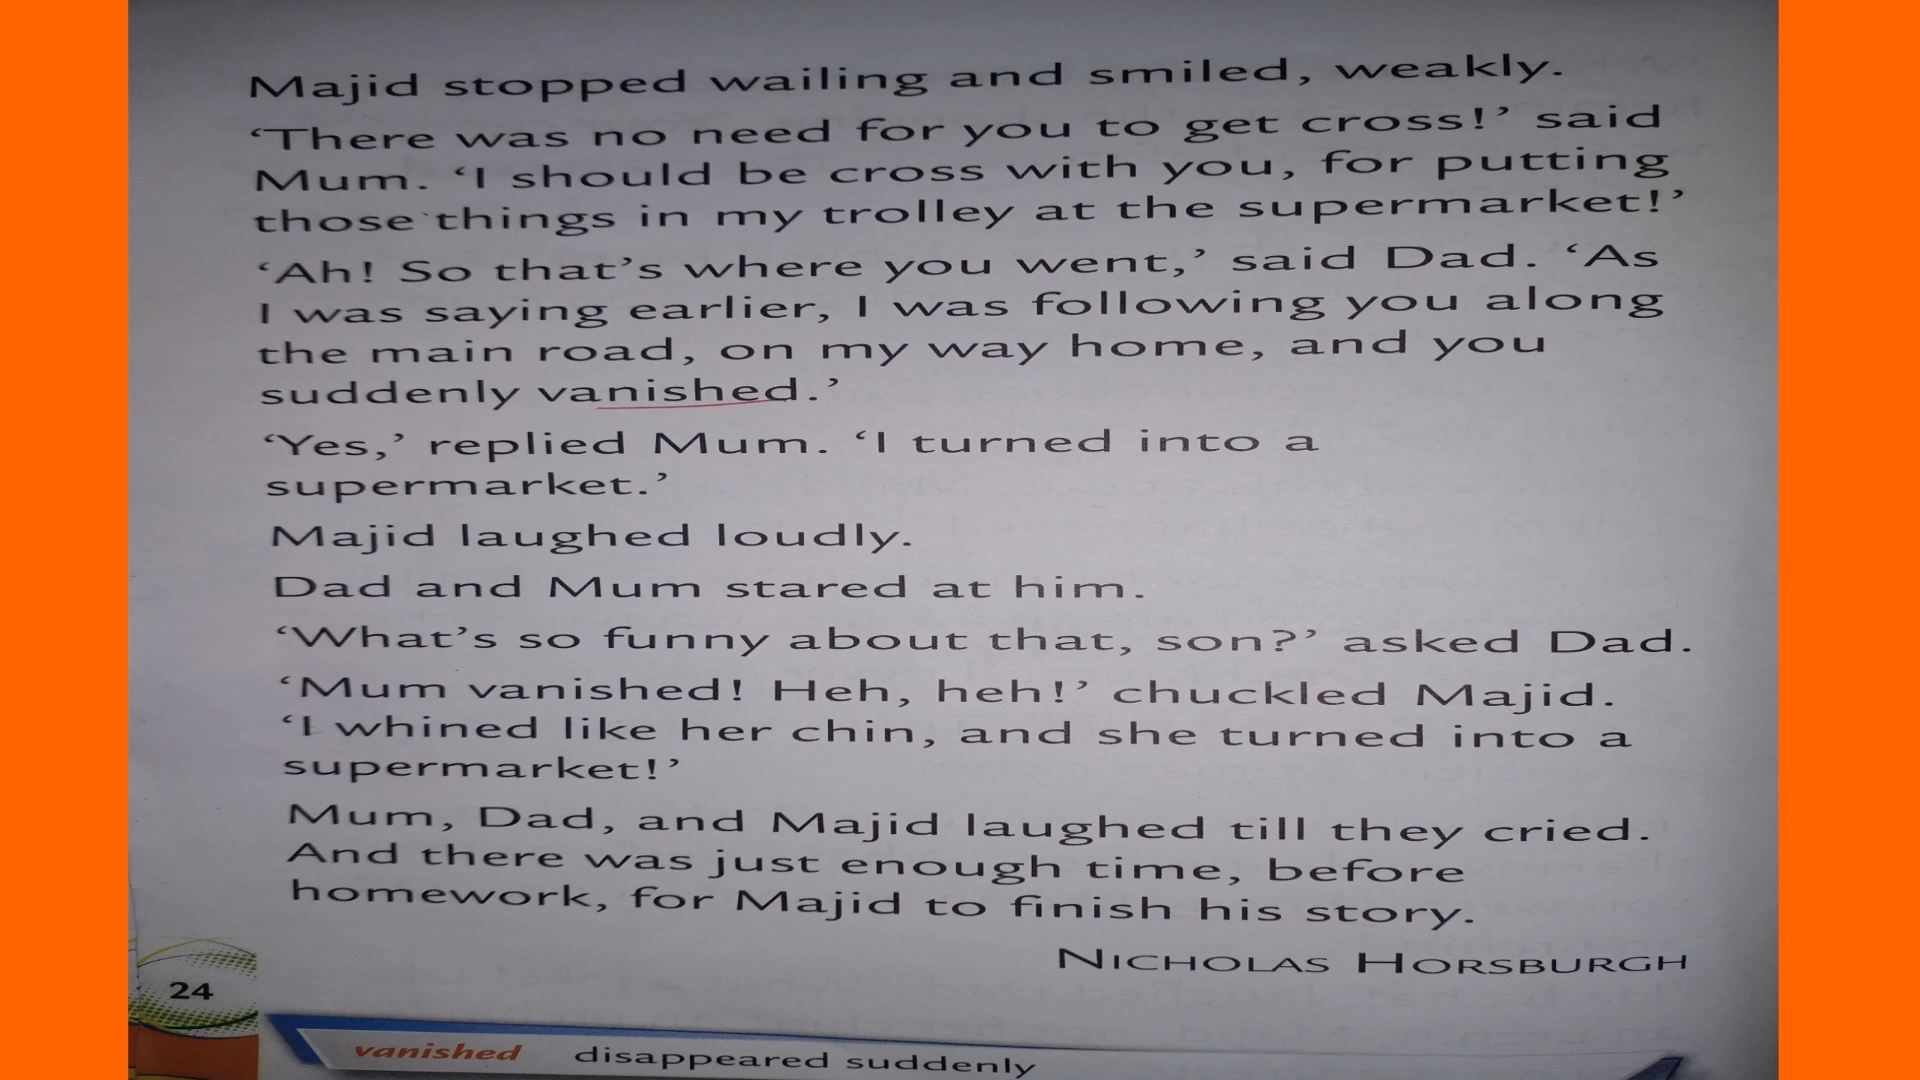 Majid stopped wailing and smiled, weakly.
‘There was no need for you to get cross!’ said
Mum. ‘I should be cross with you, for putting
those things in my trolley at the supermarket!’
‘Ah! So that’s where you went,’ said Dad. ‘As
I was saying earlier, I was following you along
the main road, on my way home, and you
suddenly vanished.’
‘Yes,’ replied Mum. ‘I turned into a
supermarket.’
Majid laughed loudly.
Dad and Mum stared at him.
‘What’s so funny about that, son?’ asked Dad.
‘Mum vanished! Heh, heh!’ chuckled Majid.
‘I whined like her chin, and she turned into a
supermarket!’
Mum, Dad, and Majid laughed till they cried.
And there was just enough time, before
homework, for Majid to finish his story.
NICHOLAS HORSBURGH
24
vanished disappeared suddenly